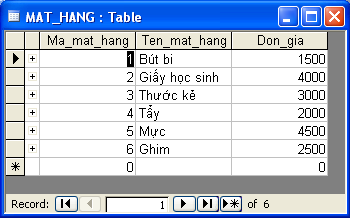 MAT_HANG : Table
Ma_mat_hang Ten_mat_hang Don_gia
1 Bút bi 1500
2 Giấy học sinh 4000
3 Thước kẻ 3000
4 Tẩy 2000
5 Mực 4500
6 Ghim 2500
0 0
Record: 1 of 6